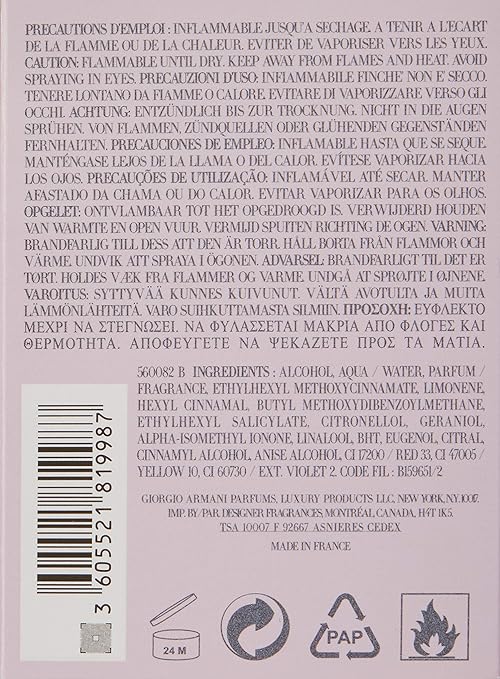 PRECAUTIONS D'EMPLOI : INFLAMMABLE JUSQU'A SECHAGE. A TENIR A L'ECART
DE LA FLAMME OU DE LA CHALEUR. EVITER DE VAPORISER VERS LES YEUX.
CAUTION: FLAMMABLE UNTIL DRY. KEEP AWAY FROM FLAMES AND HEAT. AVOID
SPRAYING IN EYES. PRECAUZIONI D'USO: INFIAMMABILE FINCHE' NON E' SECCO.
TENERE LONTANO DA FIAMME O CALORE. EVITARE DI VAPORIZZARE VERSO GLI
OCCHI. ACHTUNG: ENTZÜNDLICH BIS ZUR TROCKNUNG. NICHT IN DIE AUGEN
SPRÜHEN. VON FLAMMEN, ZÜNDQUELLEN ODER GLÜHENDEN GEGENSTÄNDEN
FERNHALTEN. PRECAUCIONES DE EMPLEO: INFLAMABLE HASTA QUE SE SEQUE.
MANTÉNGASE LEJOS DE LA LLAMA O DEL CALOR. EVÍTESE VAPORIZAR HACIA
LOS OJOS. PRECAUÇÕES DE UTILIZAÇÃO: INFLAMÁVEL ATÉ SECAR. MANTER
AFASTADO DA CHAMA OU DO CALOR. EVITAR VAPORIZAR PARA OS OLHOS.
OPGELET: ONTVLAMBAAR TOT HET OPGEDROOGD IS. VERWIJDERD HOUDEN
VAN WARMTE EN OPEN VUUR. VERMIJD SPUITEN RICHTING DE OGEN. VARNING:
BRANDFARLIG TILL DESS ATT DEN ÄR TORR. HÅLL BORTA FRÅN FLAMMOR OCH
VÄRME UNDVIK ATT SPRAYA I ÖGONEN. ADVARSEL: BRANDFARLIGT TIL DET ER
TØRT. HOLDES VÆK FRA FLAMMER OG VARME. UNDGÅ AT SPRØJTE I ØJNENE.
VAROITUS: SYTTYVÄÄ KUNNES KUIVUNUT. VÄLTÄ AVOTULTA JA MUITA
LÄMMÖNLÄHTEITÄ. VARO SUIHKUTTAMASTA SILMIIN. ΠΡΟΣΟΧΗ: ΕΥΦΛΕΚΤΟ
ΜΕΧΡΙ ΝΑ ΣΤΕΓΝΩΣΕΙ. ΝΑ ΦΥΛΑΣΣΕΤΑΙ ΜΑΚΡΙΑ ΑΠΟ ΦΛΟΓΕΣ ΚΑΙ
ΘΕΡΜΟΤΗΤΑ. ΑΠΟΦΕΥΓΕΤΕ ΝΑ ΨΕΚΑΖΕΤΕ ΠΡΟΣ ΤΑ ΜΑΤΙΑ.
560082 B INGREDIENTS : ALCOHOL, AQUA / WATER, PARFUM /
FRAGRANCE, ETHYLHEXYL METHOXYCINNAMATE, LIMONENE,
HEXYL CINNAMAL, BUTYL METHOXYDIBENZOYLMETHANE,
ETHYLHEXYL SALICYLATE, CITRONELLOL, GERANIOL,
ALPHA-ISOMETHYL IONONE, LINALOOL, BHT, EUGENOL, CITRAL,
CINNAMYL ALCOHOL, ANISE ALCOHOL, CI 17200 / RED 33, CI 47005 /
YELLOW 10, CI 60730 / EXT. VIOLET 2. CODE FIL : B159651/2
GIORGIO ARMANI PARFUMS, LUXURY PRODUCTS LLC, NEW YORK, NY. 10017.
IMP. BY/PAR DESIGNER FRAGRANCES, MONTRÉAL CANADA, H4T 1K5.
TSA 10007 F 92667 ASNIERES CEDEX
MADE IN FRANCE
3 605521 819987
24 M
PAP